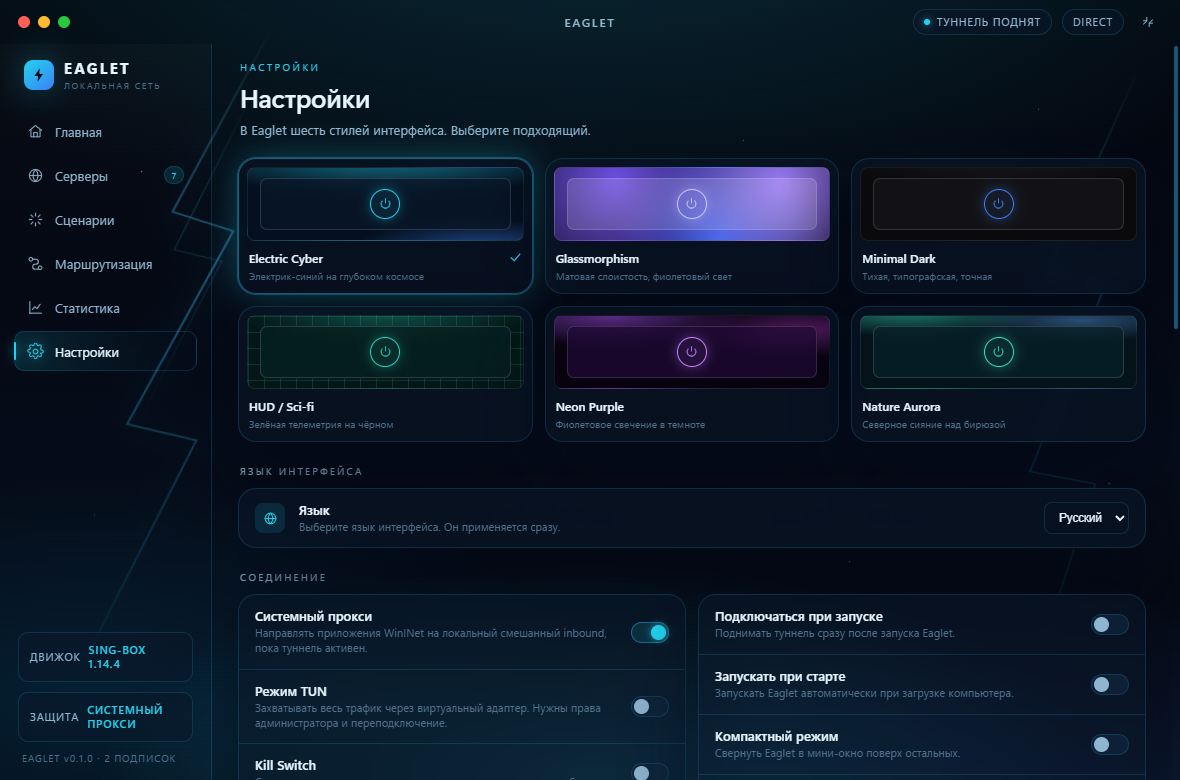 EAGLET
ТУННЕЛЬ ПОДНЯТ
DIRECT
EAGLET
ЛОКАЛЬНАЯ СЕТЬ
Главная
Серверы
7
Сценарии
Маршрутизация
Статистика
Настройки
ДВИЖОК
SING-BOX
1.14.4
ЗАЩИТА
СИСТЕМНЫЙ
ПРОКСИ
EAGLET v0.1.0 · 2 ПОДПИСОК
НАСТРОЙКИ
Настройки
В Eaglet шесть стилей интерфейса. Выберите подходящий.
Electric Cyber
Электрик-синий на глубоком космосе
Glassmorphism
Матовая слоистость, фиолетовый свет
Minimal Dark
Тихая, типографская, точная
HUD / Sci-fi
Зелёная телеметрия на чёрном
Neon Purple
Фиолетовое свечение в темноте
Nature Aurora
Северное сияние над бирюзой
ЯЗЫК ИНТЕРФЕЙСА
Язык
Выберите язык интерфейса. Он применяется сразу.
Русский
СОЕДИНЕНИЕ
Системный прокси
Направлять приложения WinINet на локальный смешанный inbound,
пока туннель активен.
Режим TUN
Захватывать весь трафик через виртуальный адаптер. Нужны права
администратора и переподключение.
Kill Switch
Подключаться при запуске
Поднимать туннель сразу после запуска Eaglet.
Запускать при старте
Запускать Eaglet автоматически при загрузке компьютера.
Компактный режим
Свернуть Eaglet в мини-окно поверх остальных.